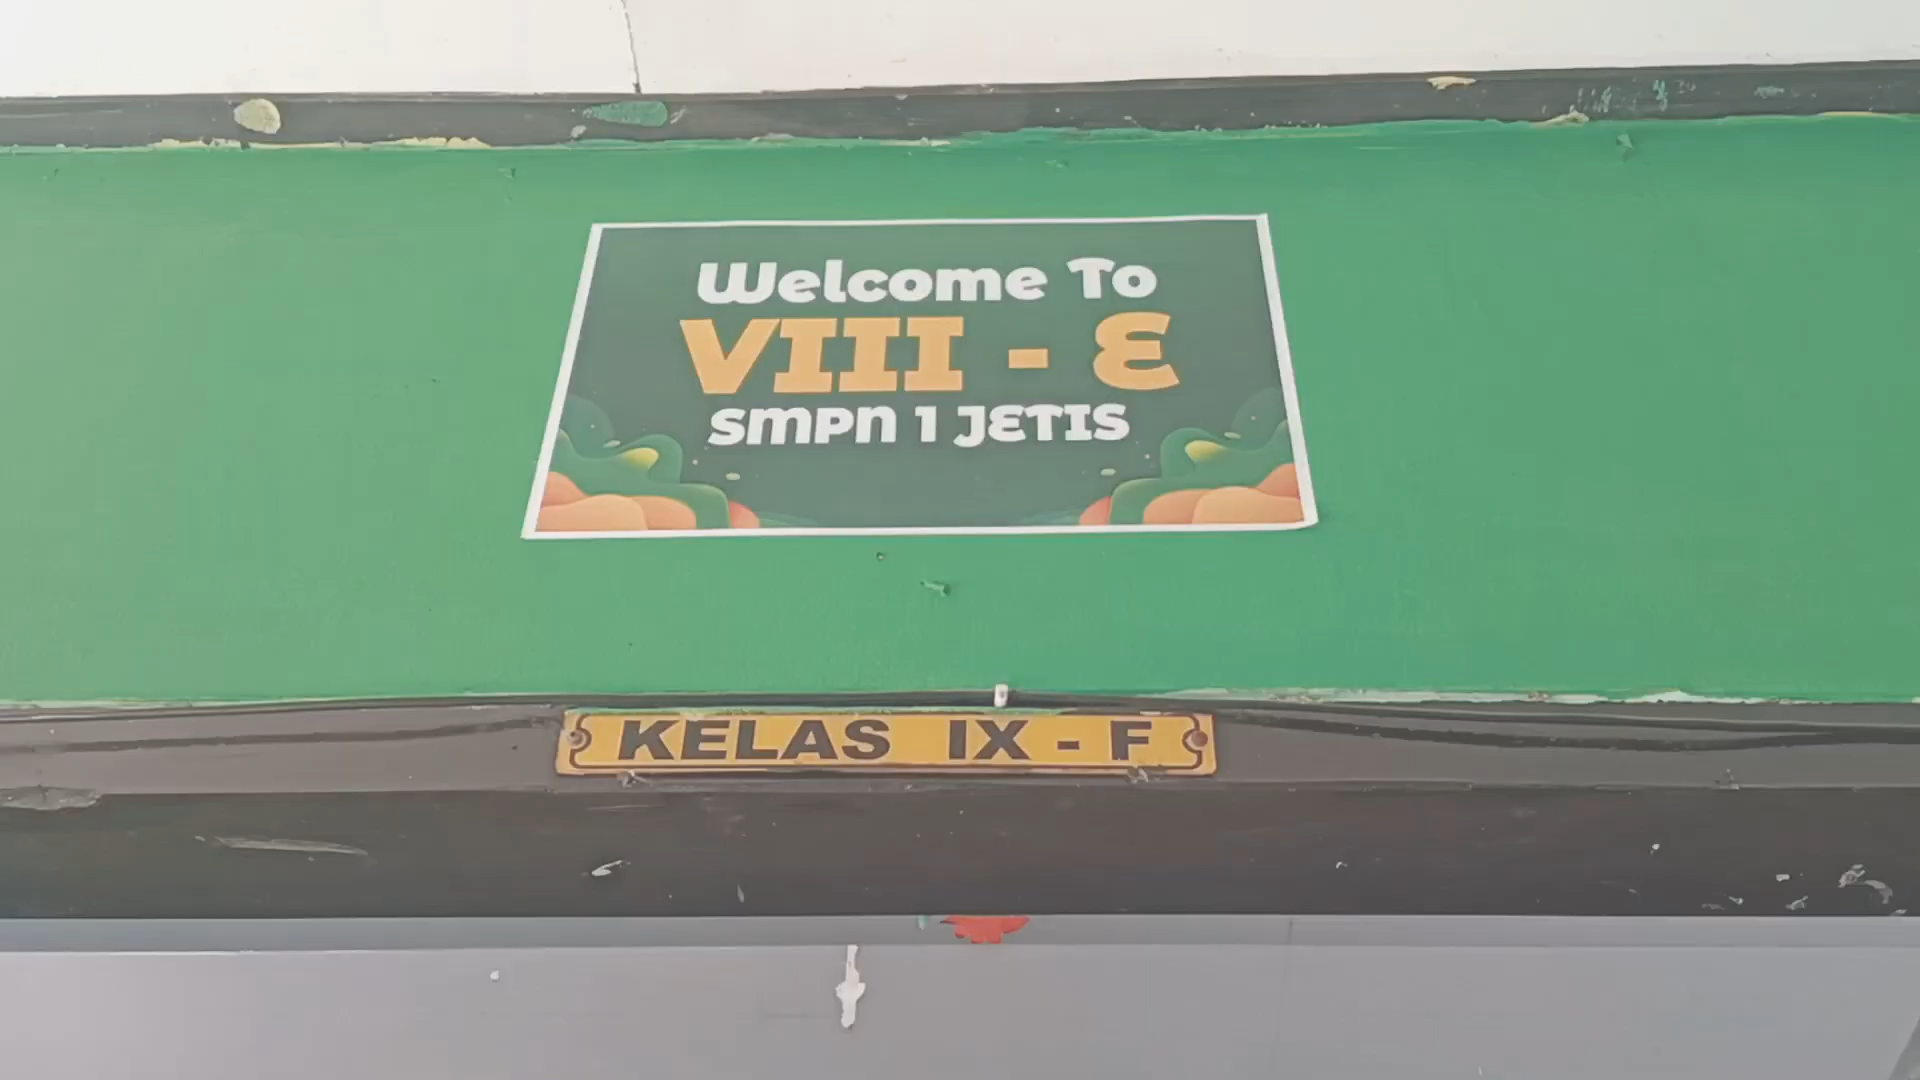 Welcome To
VIII - E
SMPN 1 JETIS
KELAS IX - F